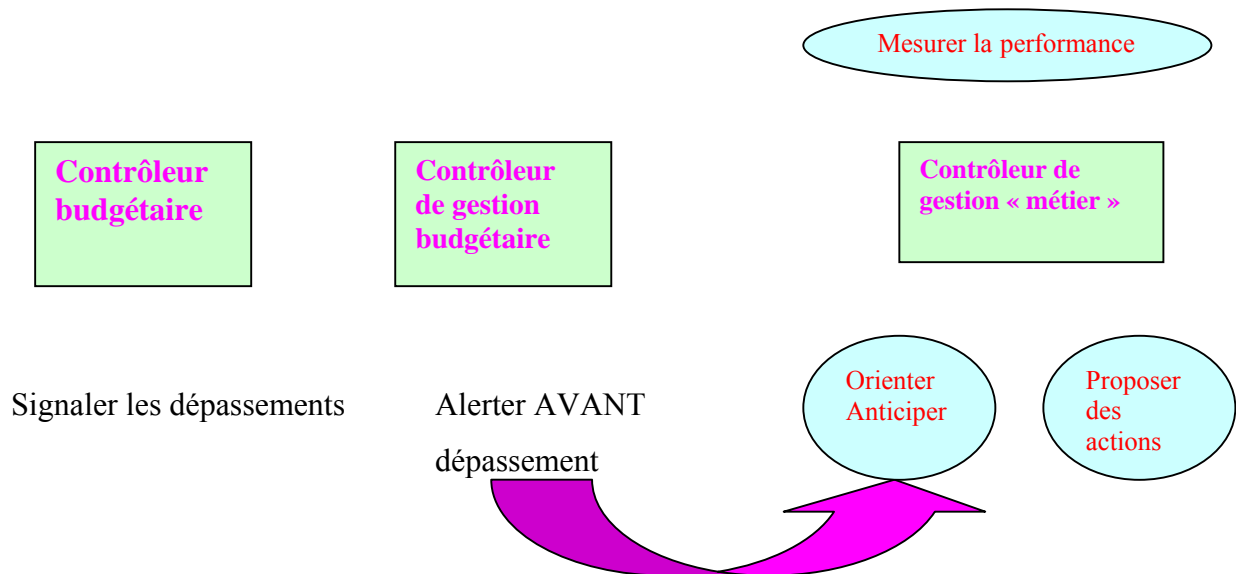 Mesurer la performance
Contrôleur
budgétaire
Contrôleur
de gestion
budgétaire
Contrôleur de
gestion « métier »
Signaler les dépassements
Alerter AVANT
dépassement
Orienter
Anticiper
Proposer
des
actions